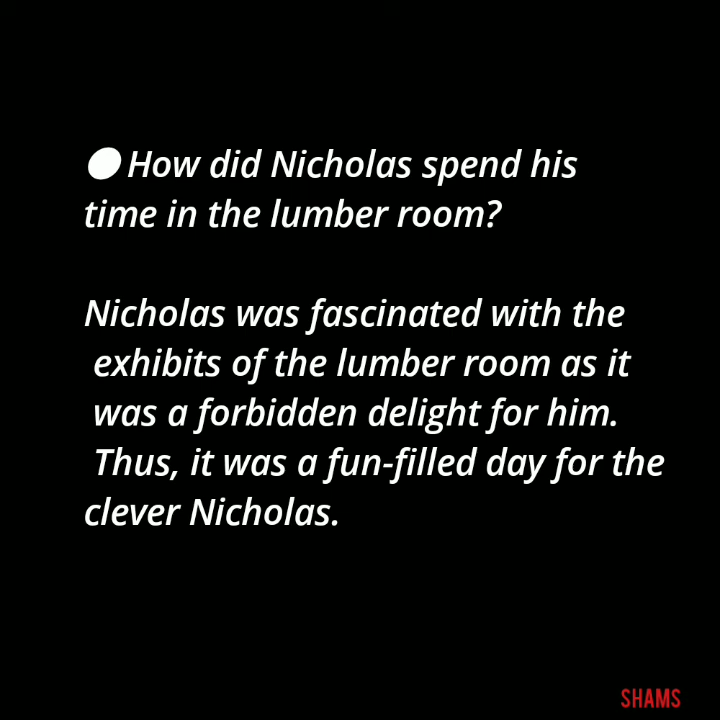 ● How did Nicholas spend his
time in the lumber room?
Nicholas was fascinated with the
exhibits of the lumber room as it
was a forbidden delight for him.
Thus, it was a fun-filled day for the
clever Nicholas.
SHAMS